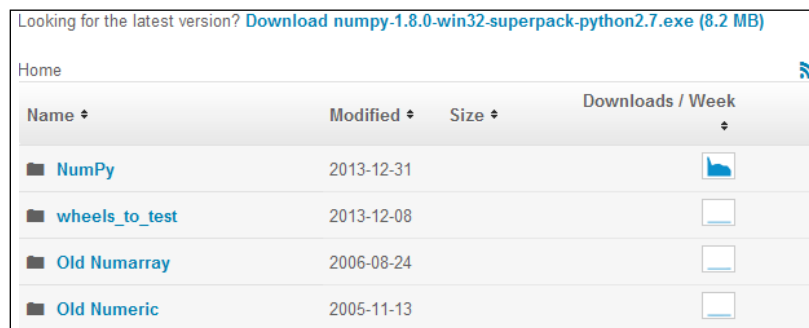 Looking for the latest version? Download numpy-1.8.0-win32-superpack-python2.7.exe (8.2 MB)
Home
Name Modified Size Downloads / Week
NumPy 2013-12-31
wheels_to_test 2013-12-08
Old Numarray 2006-08-24
Old Numeric 2005-11-13